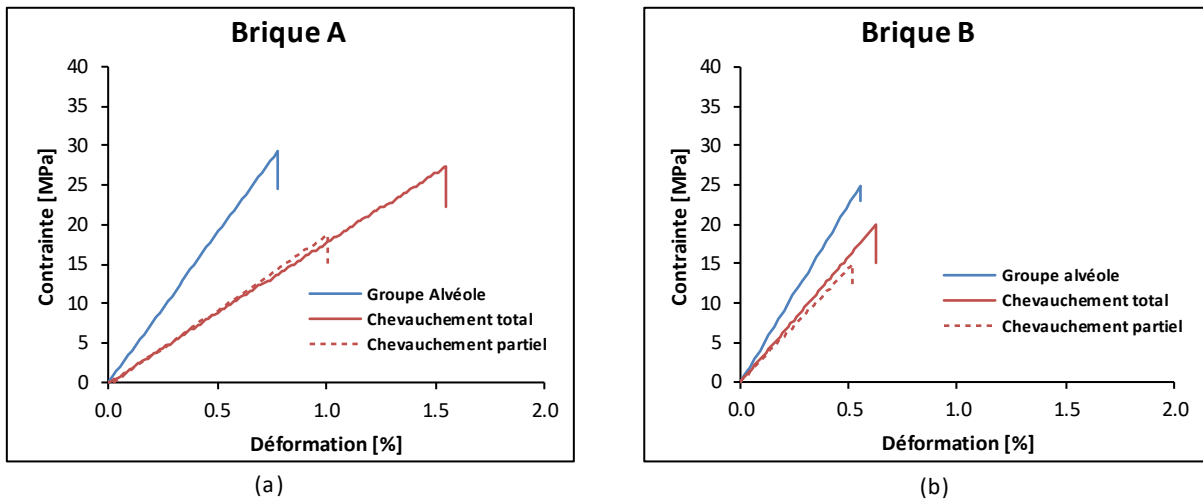 Brique A
40
35
30
25
20
15
10
5
0
Contrainte [MPa]
Groupe Alvéole
Chevauchement total
Chevauchement partiel
0.0 0.5 1.0 1.5 2.0
Déformation [%]
(a)
Brique B
40
35
30
25
20
15
10
5
0
Contrainte [MPa]
Groupe alvéole
Chevauchement total
Chevauchement partiel
0.0 0.5 1.0 1.5 2.0
Déformation [%]
(b)